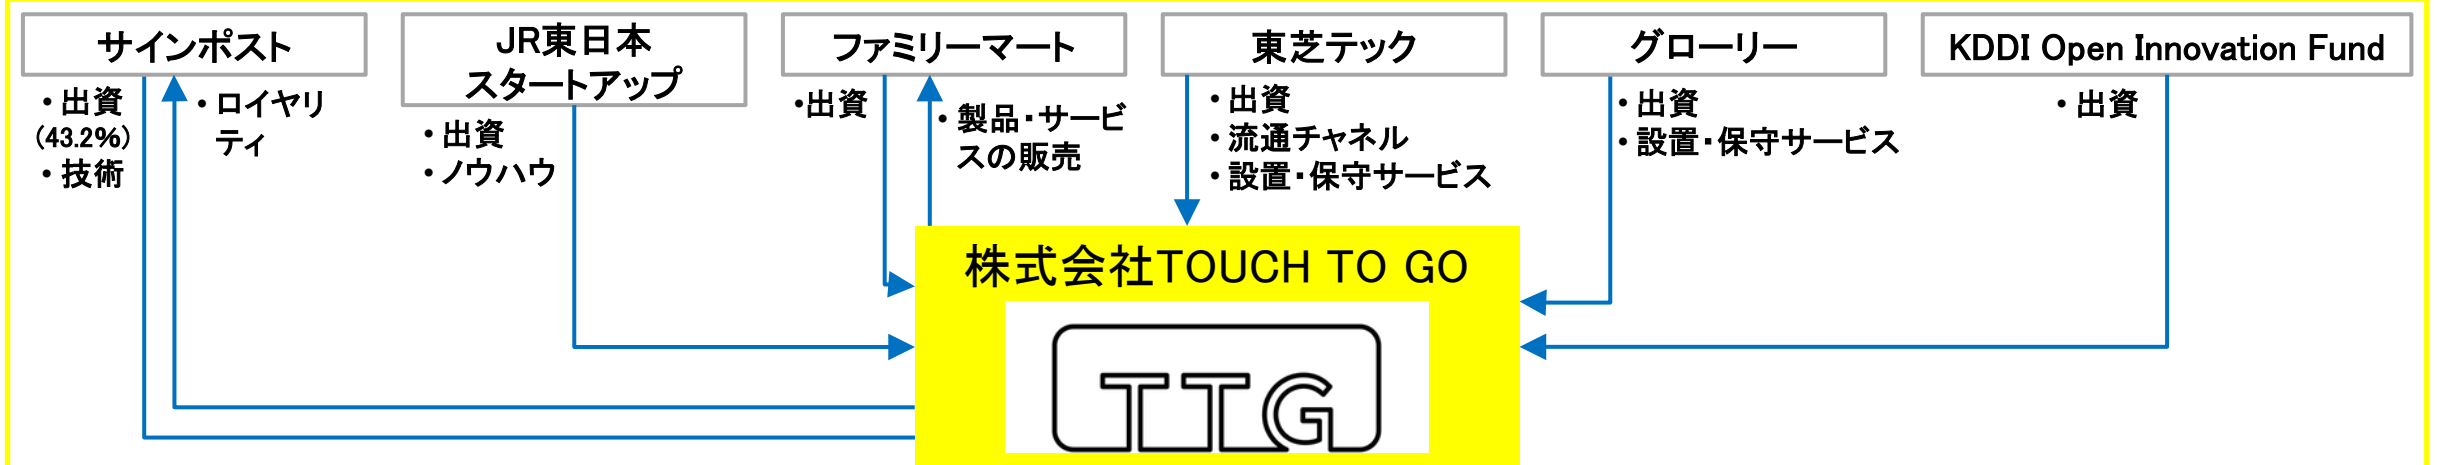 サインポスト
・出資
(43.2%)
・技術
・ロイヤリ
ティ
JR東日本
スタートアップ
・出資
・ノウハウ
ファミリーマート
・出資
・製品・サービ
スの販売
東芝テック
・出資
・流通チャネル
・設置・保守サービス
グローリー
・出資
・設置・保守サービス
KDDI Open Innovation Fund
・出資
株式会社TOUCH TO GO
TTG